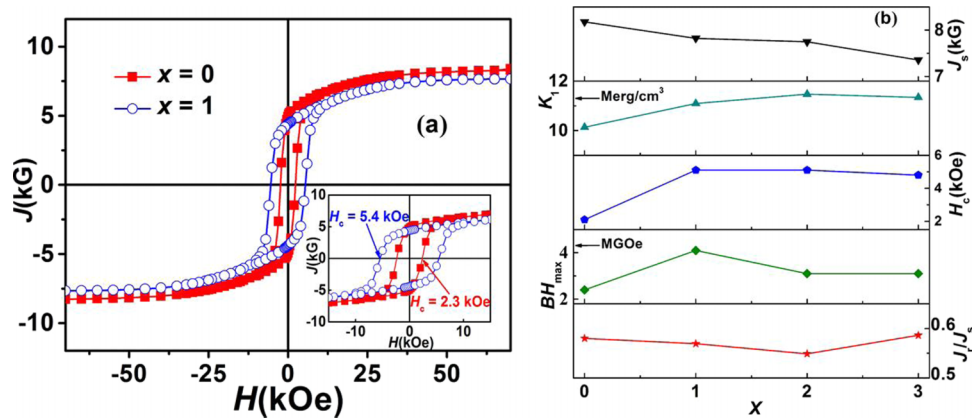 10
5
0
-5
-10
J(kG)
x = 0
x = 1
(a)
-50
-25
0
25
50
H(kOe)
10
5
0
-5
-10
J(kG)
H_c = 5.4 kOe
H_c = 2.3 kOe
-10
0
10
H(kOe)
(b)
8
7
J_s(kG)
12
10
K_1
Merg/cm³
6
4
2
H_c(kOe)
4
2
BH_max
MGOe
0.6
0.5
J_r/J_s
0
1
2
3
X